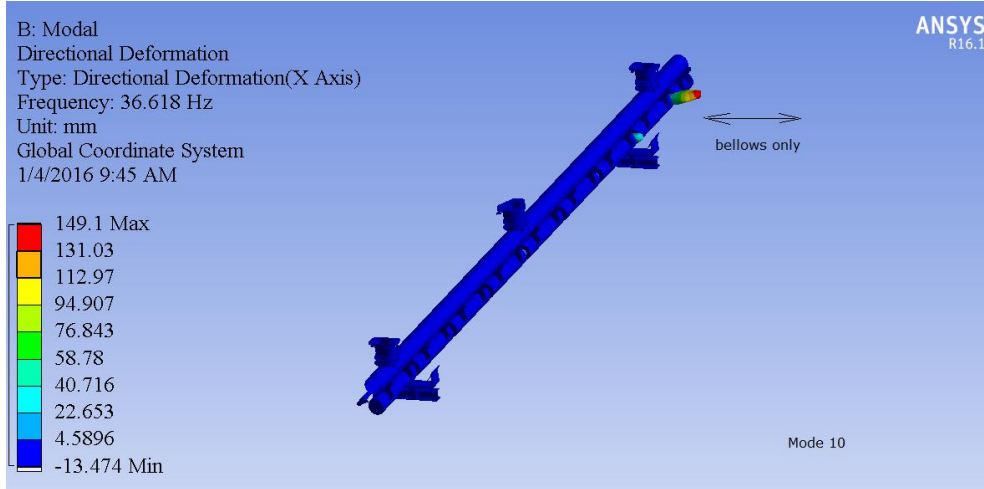 B: Modal
Directional Deformation
Type: Directional Deformation(X Axis)
Frequency: 36.618 Hz
Unit: mm
Global Coordinate System
1/4/2016 9:45 AM
ANSYS
R16.1
bellows only
149.1 Max
131.03
112.97
94.907
76.843
58.78
40.716
22.653
4.5896
-13.474 Min
Mode 10